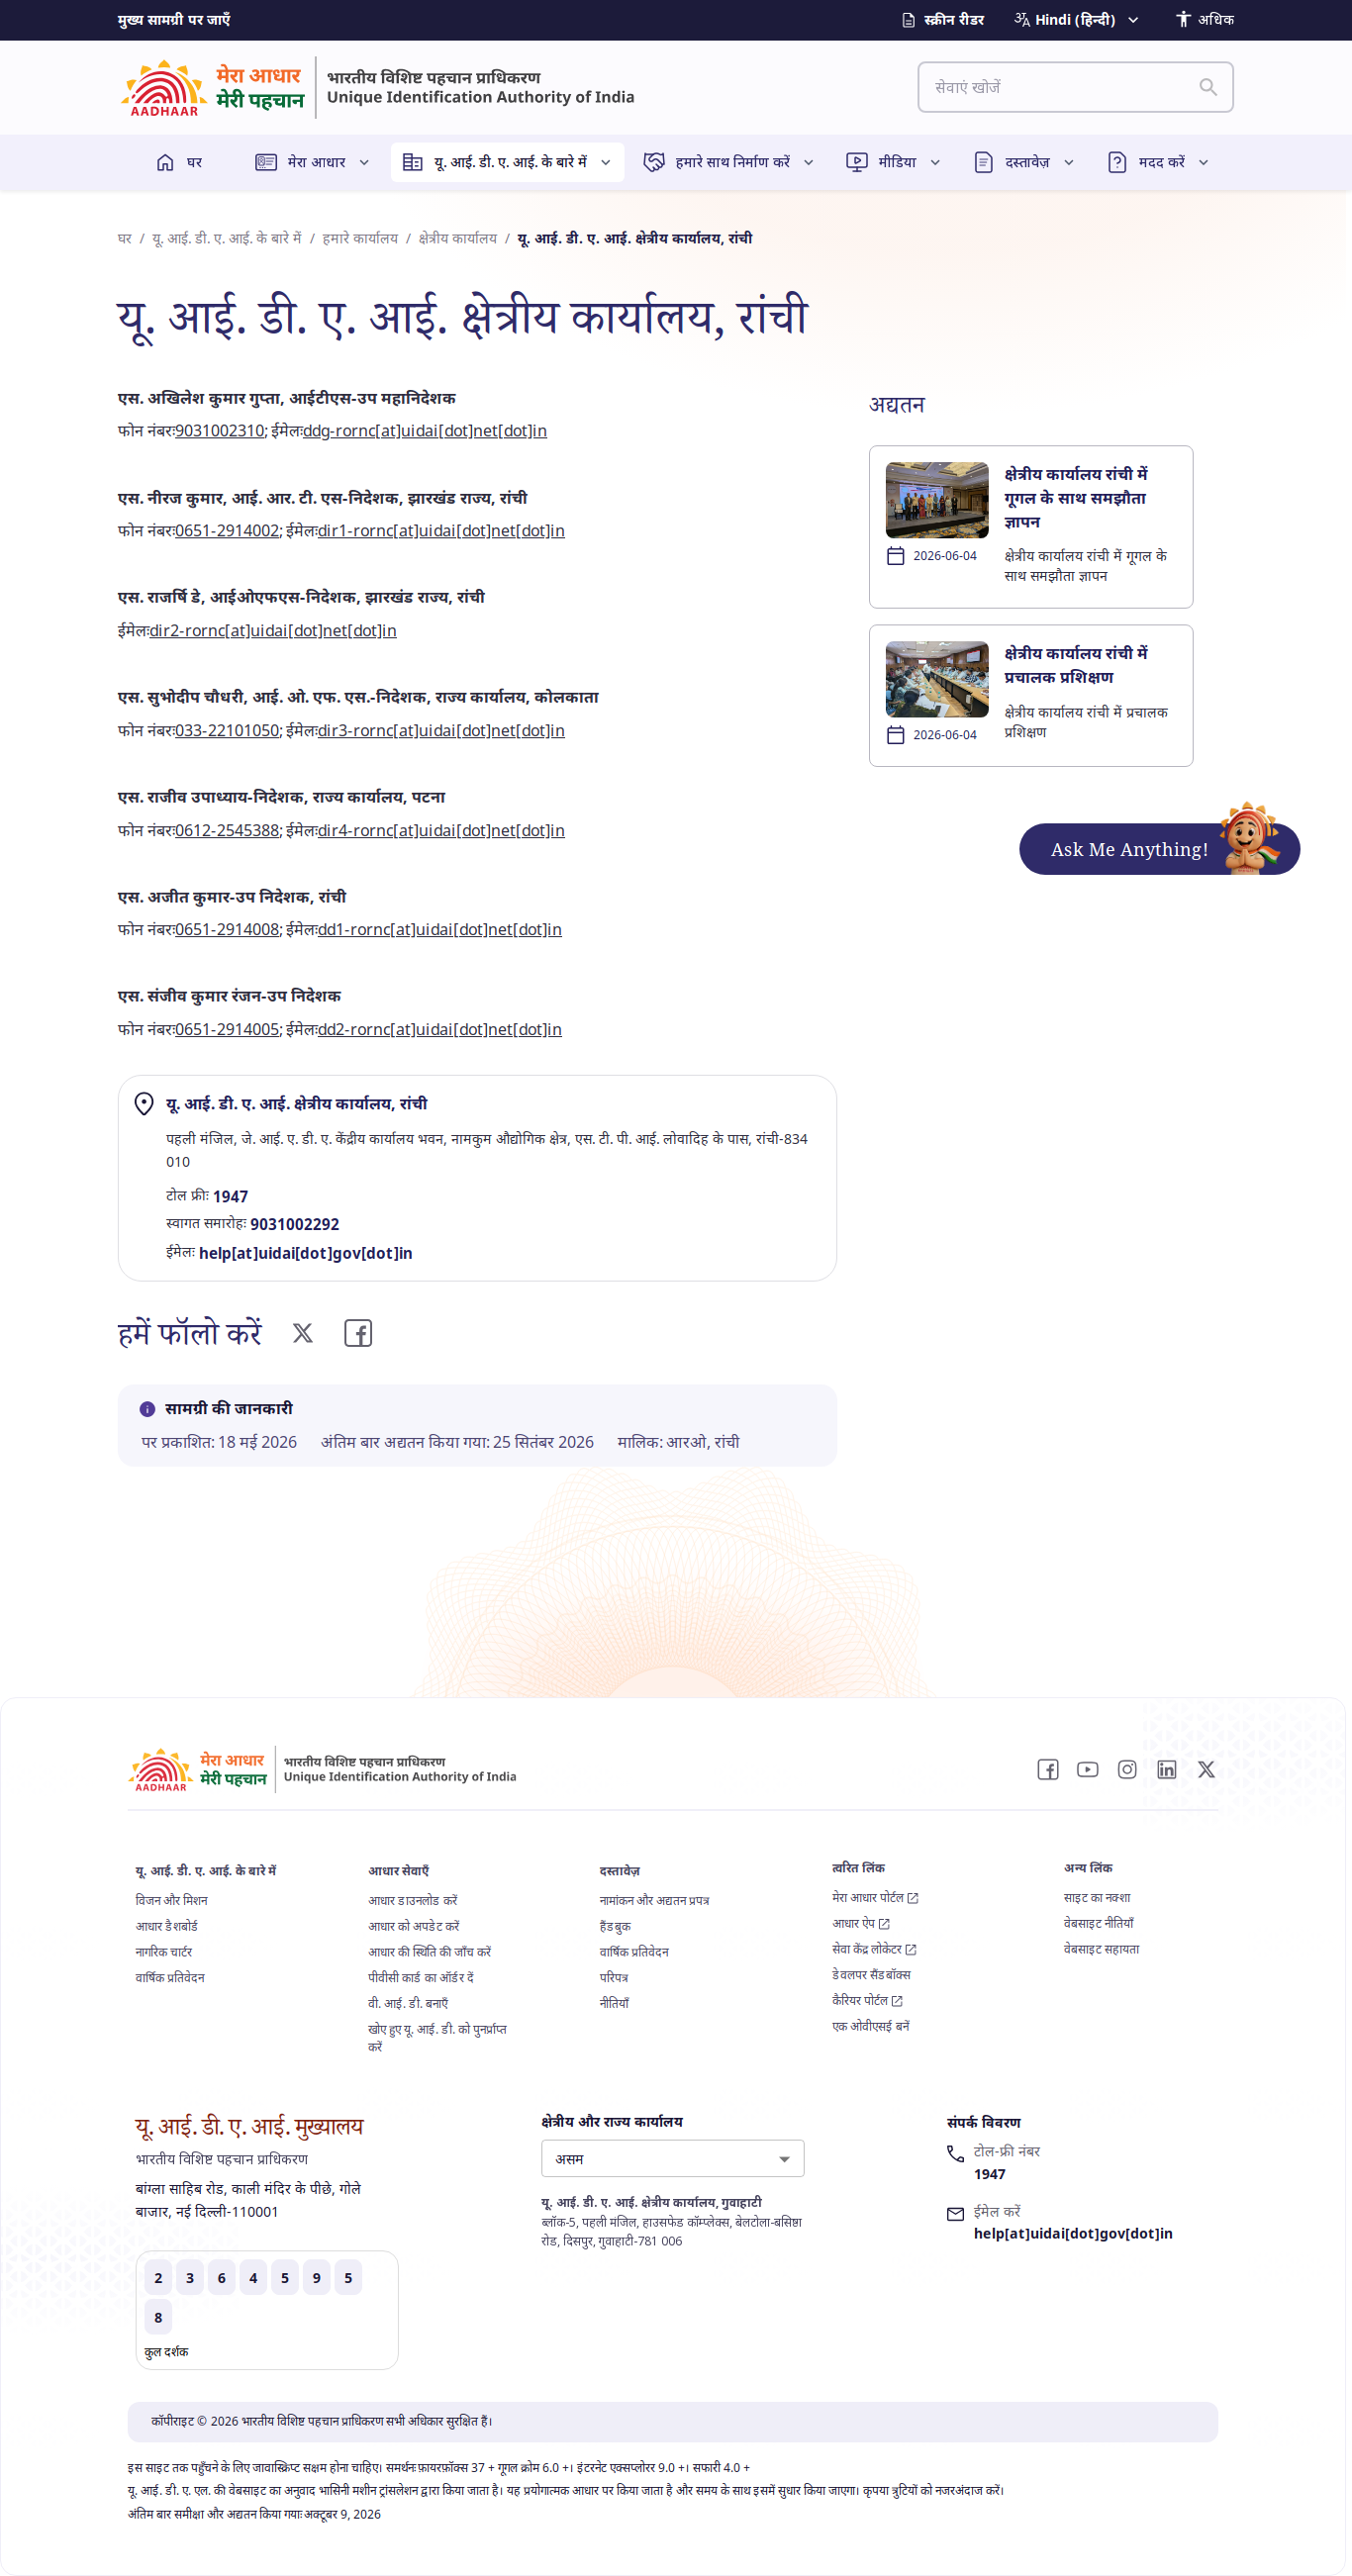 मुख्य सामग्री पर जाएँ
स्क्रीन रीडर
Hindi (हिन्दी)
अधिक
मेरा आधार
मेरी पहचान
AADHAAR
भारतीय विशिष्ट पहचान प्राधिकरण
Unique Identification Authority of India
सेवाएं खोजें
घर
मेरा आधार
यू. आई. डी. ए. आई. के बारे में
हमारे साथ निर्माण करें
मीडिया
दस्तावेज़
मदद करें
घर / यू. आई. डी. ए. आई. के बारे में / हमारे कार्यालय / क्षेत्रीय कार्यालय / यू. आई. डी. ए. आई. क्षेत्रीय कार्यालय, रांची
यू. आई. डी. ए. आई. क्षेत्रीय कार्यालय, रांची
एस. अखिलेश कुमार गुप्ता, आईटीएस-उप महानिदेशक
फोन नंबरः9031002310; ईमेलःddg-rornc[at]uidai[dot]net[dot]in
एस. नीरज कुमार, आई. आर. टी. एस-निदेशक, झारखंड राज्य, रांची
फोन नंबरः0651-2914002; ईमेलःdir1-rornc[at]uidai[dot]net[dot]in
एस. राजर्षि डे, आईओएफएस-निदेशक, झारखंड राज्य, रांची
ईमेलःdir2-rornc[at]uidai[dot]net[dot]in
एस. सुभोदीप चौधरी, आई. ओ. एफ. एस.-निदेशक, राज्य कार्यालय, कोलकाता
फोन नंबरः033-22101050; ईमेलःdir3-rornc[at]uidai[dot]net[dot]in
एस. राजीव उपाध्याय-निदेशक, राज्य कार्यालय, पटना
फोन नंबरः0612-2545388; ईमेलःdir4-rornc[at]uidai[dot]net[dot]in
एस. अजीत कुमार-उप निदेशक, रांची
फोन नंबरः0651-2914008; ईमेलःdd1-rornc[at]uidai[dot]net[dot]in
एस. संजीव कुमार रंजन-उप निदेशक
फोन नंबरः0651-2914005; ईमेलःdd2-rornc[at]uidai[dot]net[dot]in
अद्यतन
क्षेत्रीय कार्यालय रांची में
गूगल के साथ समझौता
ज्ञापन
2026-06-04
क्षेत्रीय कार्यालय रांची में गूगल के
साथ समझौता ज्ञापन
क्षेत्रीय कार्यालय रांची में
प्रचालक प्रशिक्षण
2026-06-04
क्षेत्रीय कार्यालय रांची में प्रचालक
प्रशिक्षण
Ask Me Anything!
यू. आई. डी. ए. आई. क्षेत्रीय कार्यालय, रांची
पहली मंजिल, जे. आई. ए. डी. ए. केंद्रीय कार्यालय भवन, नामकुम औद्योगिक क्षेत्र, एस. टी. पी. आई. लोवादिह के पास, रांची-834
010
टोल फ्रीः 1947
स्वागत समारोहः 9031002292
ईमेलः help[at]uidai[dot]gov[dot]in
हमें फॉलो करें
सामग्री की जानकारी
पर प्रकाशित: 18 मई 2026
अंतिम बार अद्यतन किया गया: 25 सितंबर 2026
मालिक: आरओ, रांची
मेरा आधार
मेरी पहचान
AADHAAR
भारतीय विशिष्ट पहचान प्राधिकरण
Unique Identification Authority of India
यू. आई. डी. ए. आई. के बारे में
विजन और मिशन
आधार डैशबोर्ड
नागरिक चार्टर
वार्षिक प्रतिवेदन
आधार सेवाएँ
आधार डाउनलोड करें
आधार को अपडेट करें
आधार की स्थिति की जाँच करें
पीवीसी कार्ड का ऑर्डर दें
वी. आई. डी. बनाएँ
खोए हुए यू. आई. डी. को पुनर्प्राप्त
करें
दस्तावेज़
नामांकन और अद्यतन प्रपत्र
हैंडबुक
वार्षिक प्रतिवेदन
परिपत्र
नीतियाँ
त्वरित लिंक
मेरा आधार पोर्टल
आधार ऐप
सेवा केंद्र लोकेटर
डेवलपर सैंडबॉक्स
कैरियर पोर्टल
एक ओवीएसई बनें
अन्य लिंक
साइट का नक्शा
वेबसाइट नीतियाँ
वेबसाइट सहायता
यू. आई. डी. ए. आई. मुख्यालय
भारतीय विशिष्ट पहचान प्राधिकरण
बांग्ला साहिब रोड, काली मंदिर के पीछे, गोले
बाजार, नई दिल्ली-110001
2 3 6 4 5 9 5
8
कुल दर्शक
क्षेत्रीय और राज्य कार्यालय
असम
यू. आई. डी. ए. आई. क्षेत्रीय कार्यालय, गुवाहाटी
ब्लॉक-5, पहली मंजिल, हाउसफेड कॉम्प्लेक्स, बेलटोला-बसिष्ठा
रोड, दिसपुर, गुवाहाटी-781 006
संपर्क विवरण
टोल-फ्री नंबर
1947
ईमेल करें
help[at]uidai[dot]gov[dot]in
कॉपीराइट © 2026 भारतीय विशिष्ट पहचान प्राधिकरण सभी अधिकार सुरक्षित हैं।
इस साइट तक पहुँचने के लिए जावास्क्रिप्ट सक्षम होना चाहिए। समर्थनः फ़ायरफ़ॉक्स 37 + गूगल क्रोम 6.0 +। इंटरनेट एक्सप्लोरर 9.0 +। सफारी 4.0 +
यू. आई. डी. ए. एल. की वेबसाइट का अनुवाद भासिनी मशीन ट्रांसलेशन द्वारा किया जाता है। यह प्रयोगात्मक आधार पर किया जाता है और समय के साथ इसमें सुधार किया जाएगा। कृपया त्रुटियों को नजरअंदाज करें।
अंतिम बार समीक्षा और अद्यतन किया गयाः अक्टूबर 9, 2026